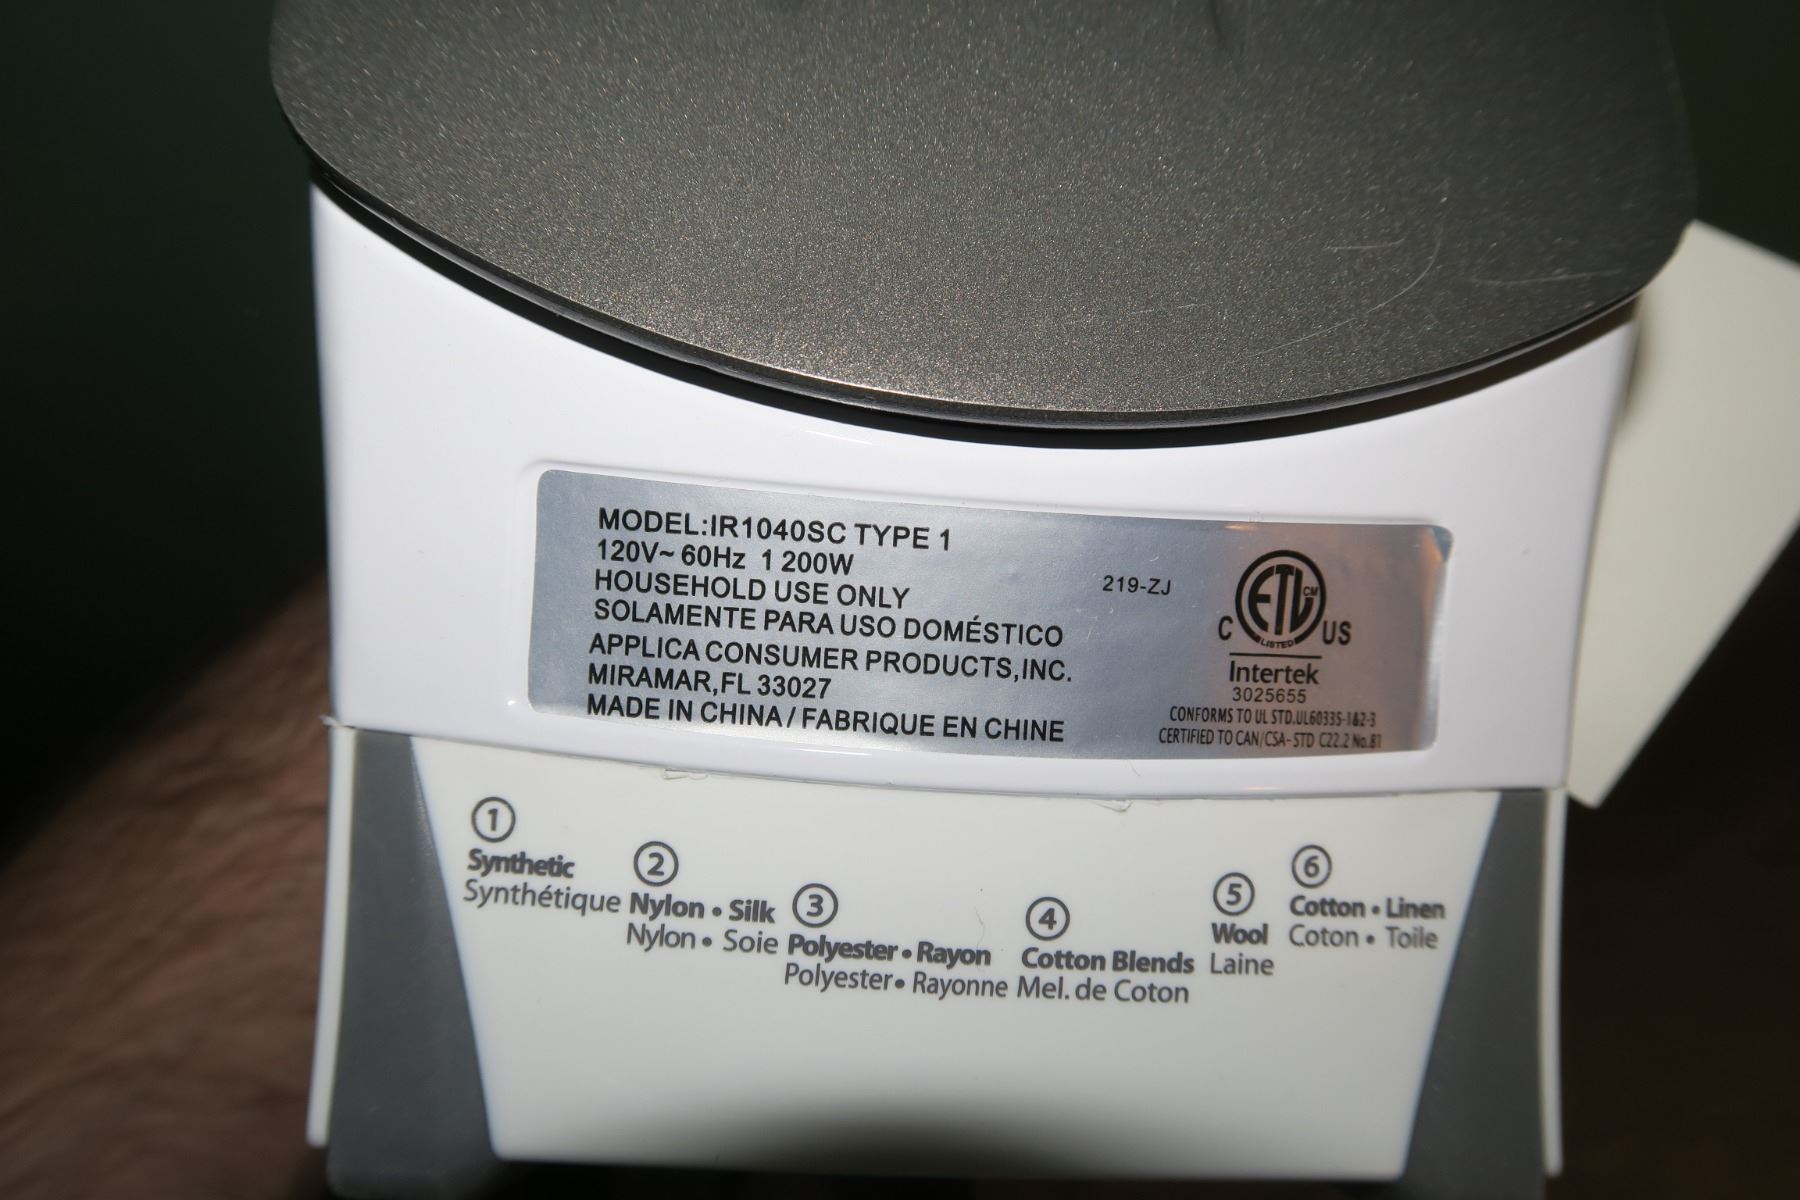 MODEL:IR1040SC TYPE 1
120V~ 60Hz 1 200W
HOUSEHOLD USE ONLY
SOLAMENTE PARA USO DOMÉSTICO
APPLICA CONSUMER PRODUCTS,INC.
MIRAMAR,FL 33027
MADE IN CHINA / FABRIQUE EN CHINE
219-ZJ
ETL CM
C LISTED US
Intertek
3025655
CONFORMS TO UL STD.UL60335-1&2-3
CERTIFIED TO CAN/CSA-STD C22.2 No.81
1
Synthetic
Synthétique
2
Nylon • Silk
Nylon • Soie
3
Polyester • Rayon
Polyester • Rayonne
4
Cotton Blends
Mel. de Coton
5
Wool
Laine
6
Cotton • Linen
Coton • Toile